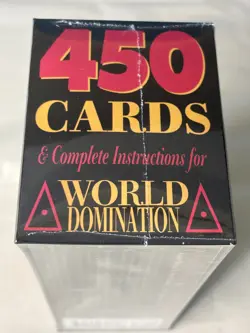 450
CARDS
& Complete Instructions for
WORLD
DOMINATION